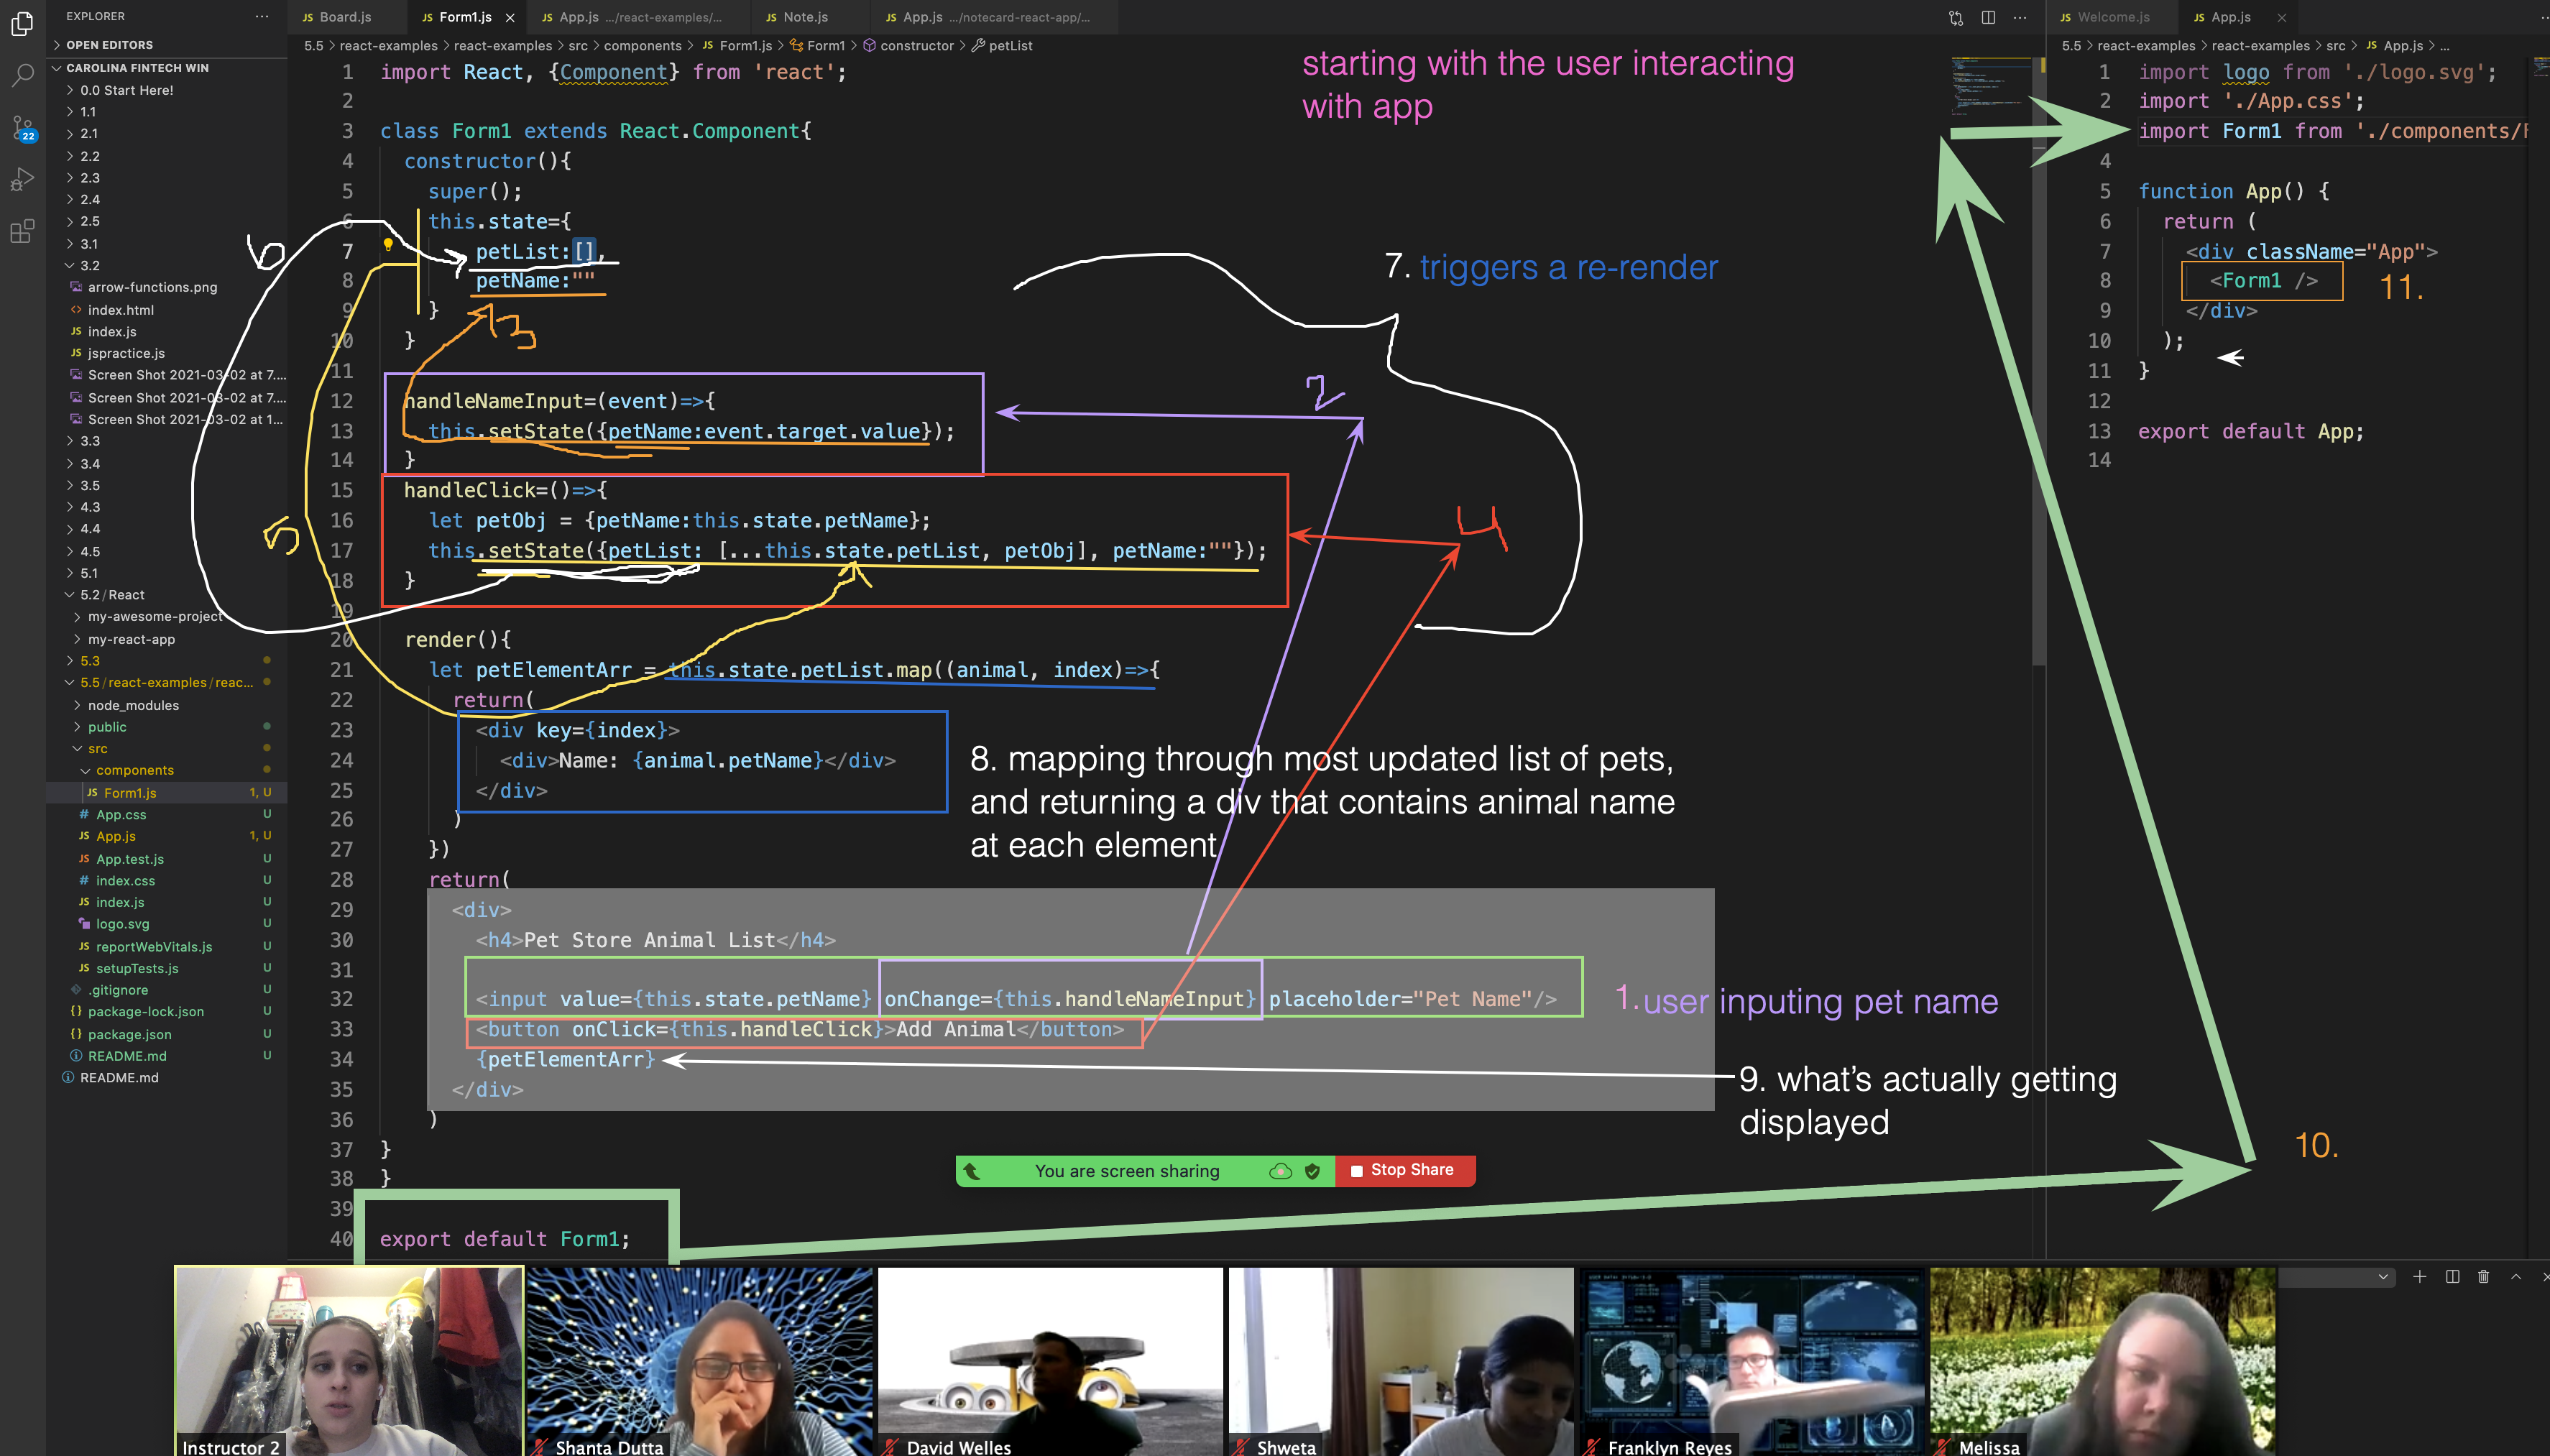 EXPLORER
OPEN EDITORS
CAROLINA FINTECH WIN
0.0 Start Here!
1.1
2.1
2.2
2.3
2.4
2.5
3.1
3.2
arrow-functions.png
index.html
index.js
jspractice.js
Screen Shot 2021-03-02 at 7....
Screen Shot 2021-03-02 at 7....
Screen Shot 2021-03-02 at 1...
3.3
3.4
3.5
4.3
4.4
4.5
5.1
5.2 / React
my-awesome-project
my-react-app
5.3
5.5 / react-examples / reac...
node_modules
public
src
components
JS Form1.js 1, U
# App.css U
JS App.js 1, U
JS App.test.js U
# index.css U
JS index.js U
logo.svg U
JS reportWebVitals.js U
JS setupTests.js U
.gitignore U
{} package-lock.json U
{} package.json U
README.md U
README.md
22
JS Board.js JS Form1.js JS App.js .../react-examples/... JS Note.js JS App.js .../notecard-react-app/...
5.5 > react-examples > react-examples > src > components > JS Form1.js > Form1 > constructor > petList
1 import React, {Component} from 'react';
2
3 class Form1 extends React.Component{
4 constructor(){
5 super();
6 this.state={
7 petList:[],
8 petName:""
9 }
10 }
11
12 handleNameInput=(event)=>{
13 this.setState({petName:event.target.value});
14 }
15 handleClick=()=>{
16 let petObj = {petName:this.state.petName};
17 this.setState({petList: [...this.state.petList, petObj], petName:""});
18 }
19
20 render(){
21 let petElementArr = this.state.petList.map((animal, index)=>{
22 return(
23 <div key={index}>
24 <div>Name: {animal.petName}</div>
25 </div>
26 )
27 })
28 return(
29 <div>
30 <h4>Pet Store Animal List</h4>
31
32 <input value={this.state.petName} onChange={this.handleNameInput} placeholder="Pet Name"/>
33 <button onClick={this.handleClick}>Add Animal</button>
34 {petElementArr}
35 </div>
36 )
37 }
38 }
39
40 export default Form1;
starting with the user interacting
with app
6
3
2
7. triggers a re-render
5
4
8. mapping through most updated list of pets,
and returning a div that contains animal name
at each element
1. user inputing pet name
9. what's actually getting
displayed
10.
11.
JS Welcome.js JS App.js
5.5 > react-examples > react-examples > src > JS App.js > ...
1 import logo from './logo.svg';
2 import './App.css';
import Form1 from './components/
4
5 function App() {
6 return (
7 <div className="App">
8 <Form1 />
9 </div>
10 );
11 }
12
13 export default App;
14
You are screen sharing Stop Share
Instructor 2
Shanta Dutta
David Welles
Shweta
Franklyn Reyes
Melissa